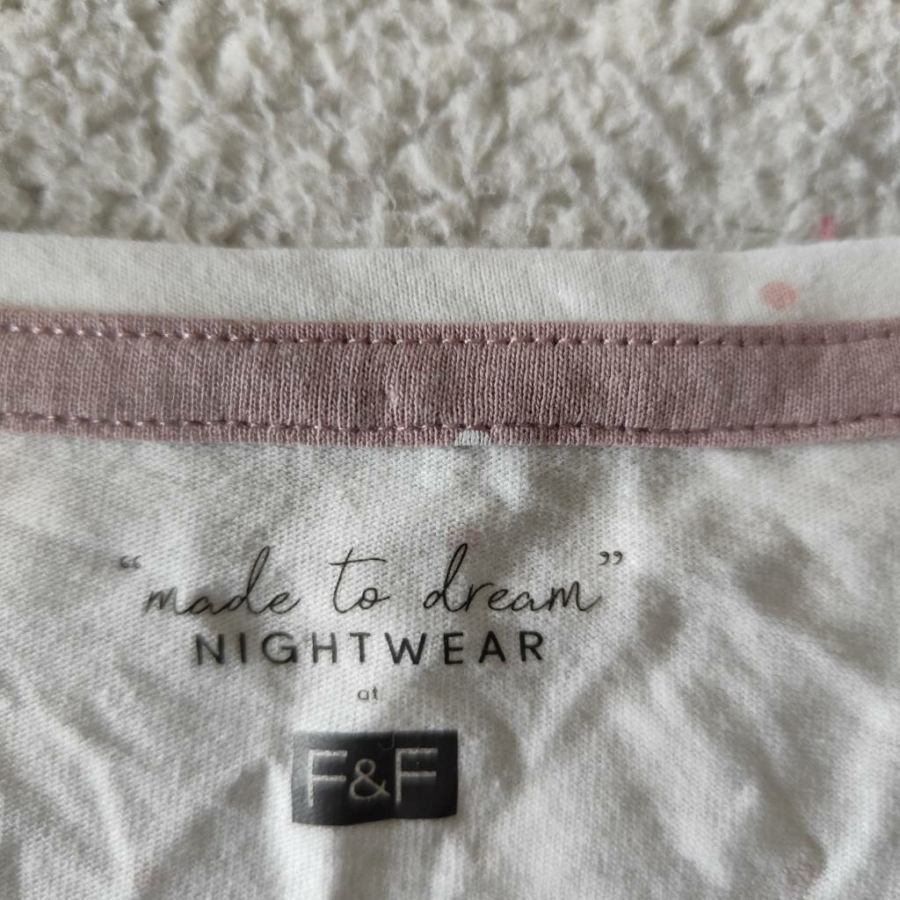 “made to dream”
NIGHTWEAR
at
F&F